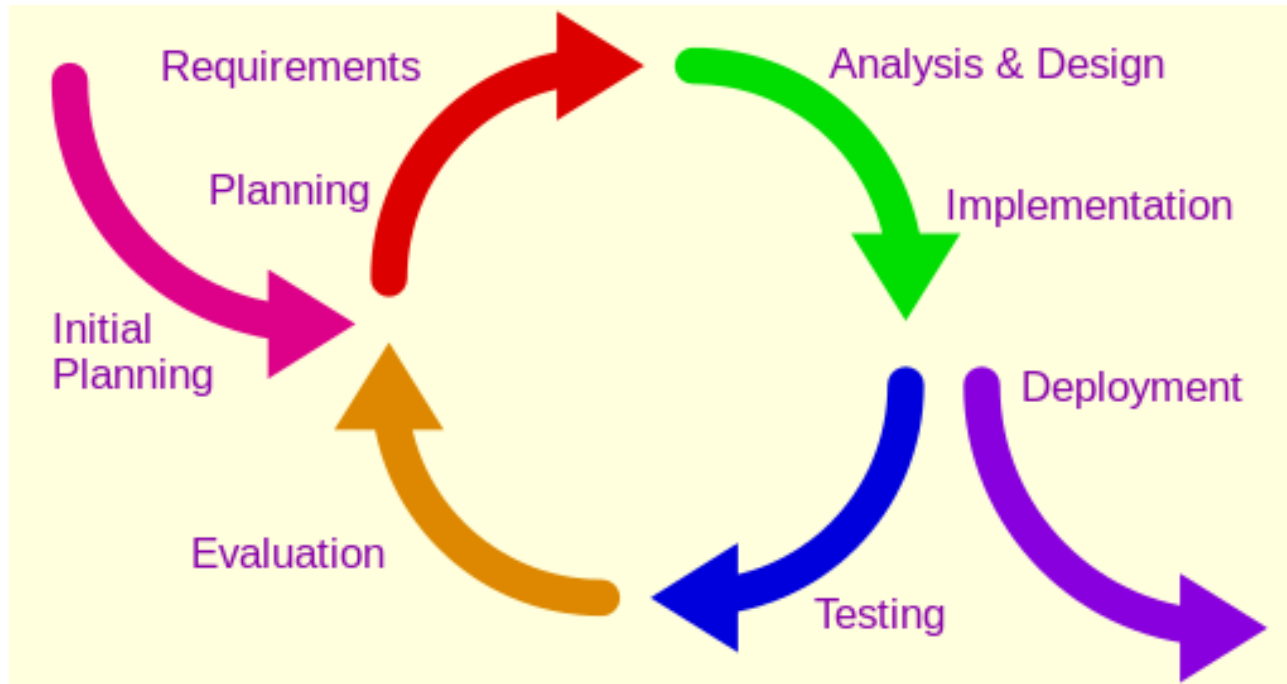 Requirements
Analysis & Design
Planning
Implementation
Initial
Planning
Deployment
Evaluation
Testing